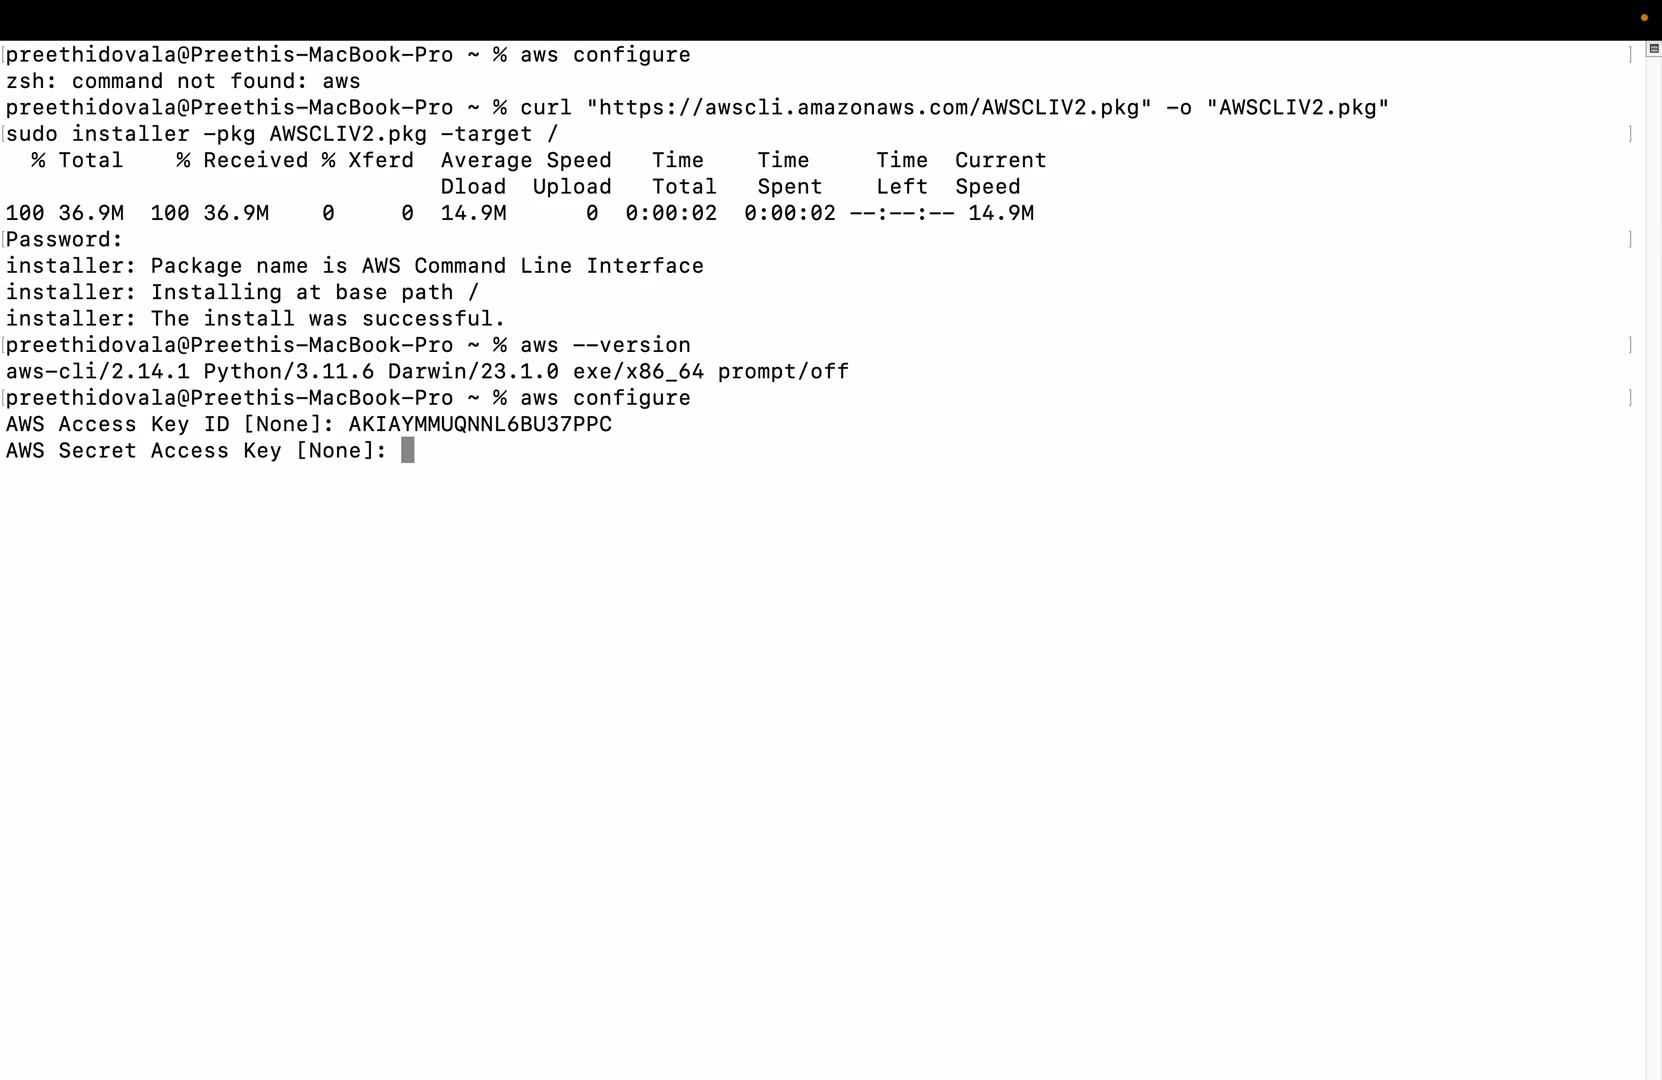 [preethidovala@Preethis-MacBook-Pro ~ % aws configure ]
zsh: command not found: aws
preethidovala@Preethis-MacBook-Pro ~ % curl "https://awscli.amazonaws.com/AWSCLIV2.pkg" -o "AWSCLIV2.pkg"
[sudo installer -pkg AWSCLIV2.pkg -target / ]
% Total % Received % Xferd Average Speed Time Time Time Current
Dload Upload Total Spent Left Speed
100 36.9M 100 36.9M 0 0 14.9M 0 0:00:02 0:00:02 --:--:-- 14.9M
[Password: ]
installer: Package name is AWS Command Line Interface
installer: Installing at base path /
installer: The install was successful.
[preethidovala@Preethis-MacBook-Pro ~ % aws --version ]
aws-cli/2.14.1 Python/3.11.6 Darwin/23.1.0 exe/x86_64 prompt/off
[preethidovala@Preethis-MacBook-Pro ~ % aws configure ]
AWS Access Key ID [None]: AKIAYMMUQNNL6BU37PPC
AWS Secret Access Key [None]: